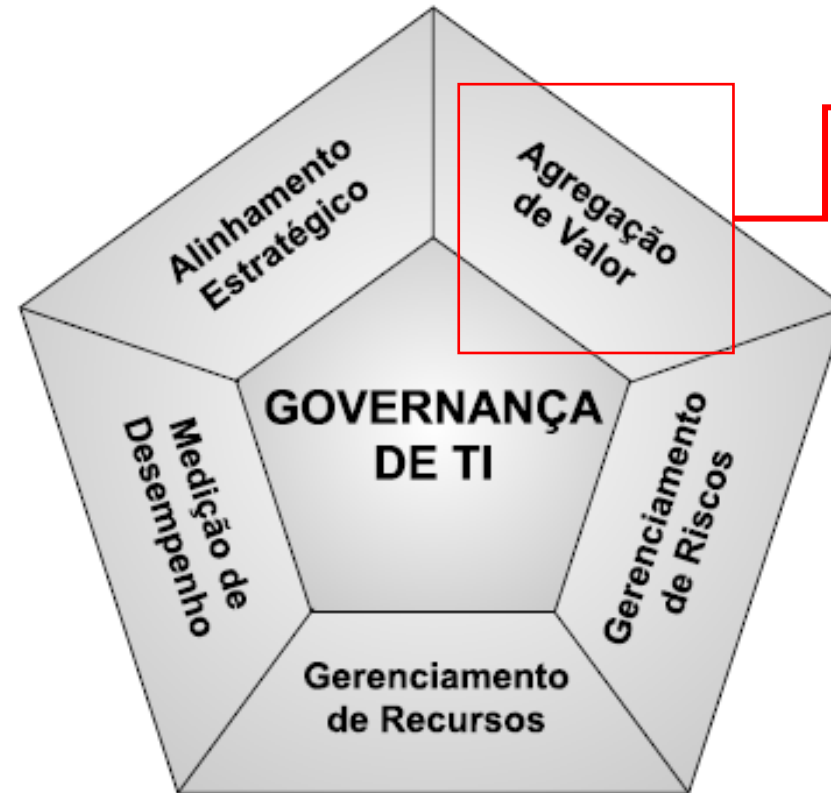 Alinhamento
Estratégico
Agregação
de Valor
GOVERNANÇA
DE TI
Medição de
Desempenho
Gerenciamento
de Riscos
Gerenciamento
de Recursos